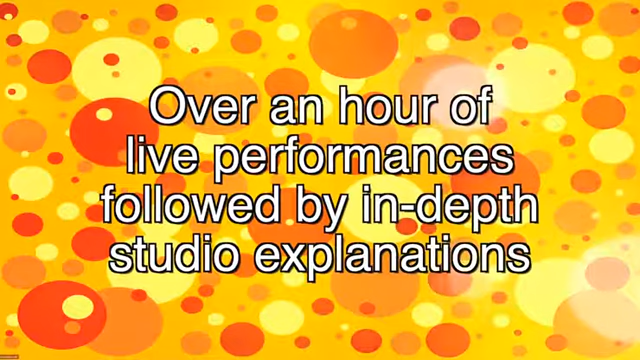 Over an hour of
live performances
followed by in-depth
studio explanations